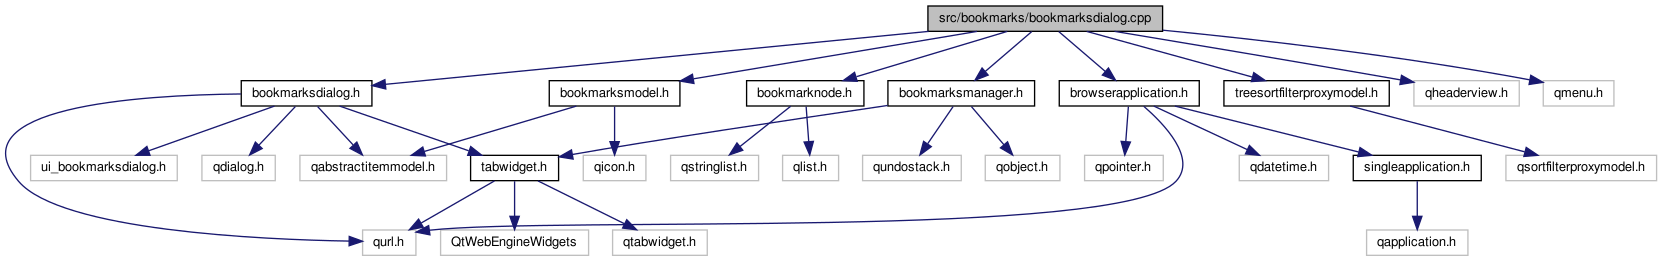 src/bookmarks/bookmarksdialog.cpp
bookmarksdialog.h
bookmarksmodel.h
bookmarknode.h
bookmarksmanager.h
browserapplication.h
treesortfilterproxymodel.h
qheaderview.h
qmenu.h
ui_bookmarksdialog.h
qdialog.h
qabstractitemmodel.h
tabwidget.h
qicon.h
qstringlist.h
qlist.h
qundostack.h
qobject.h
qpointer.h
qdatetime.h
singleapplication.h
qsortfilterproxymodel.h
qurl.h
QtWebEngineWidgets
qtabwidget.h
qapplication.h